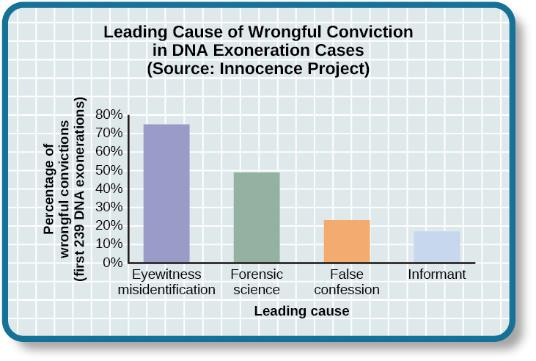 Leading Cause of Wrongful Conviction
in DNA Exoneration Cases
(Source: Innocence Project)
Percentage of
wrongful convictions
(first 239 DNA exonerations)
80%
70%
60%
50%
40%
30%
20%
10%
0%
Eyewitness
misidentification
Forensic
science
False
confession
Informant
Leading cause